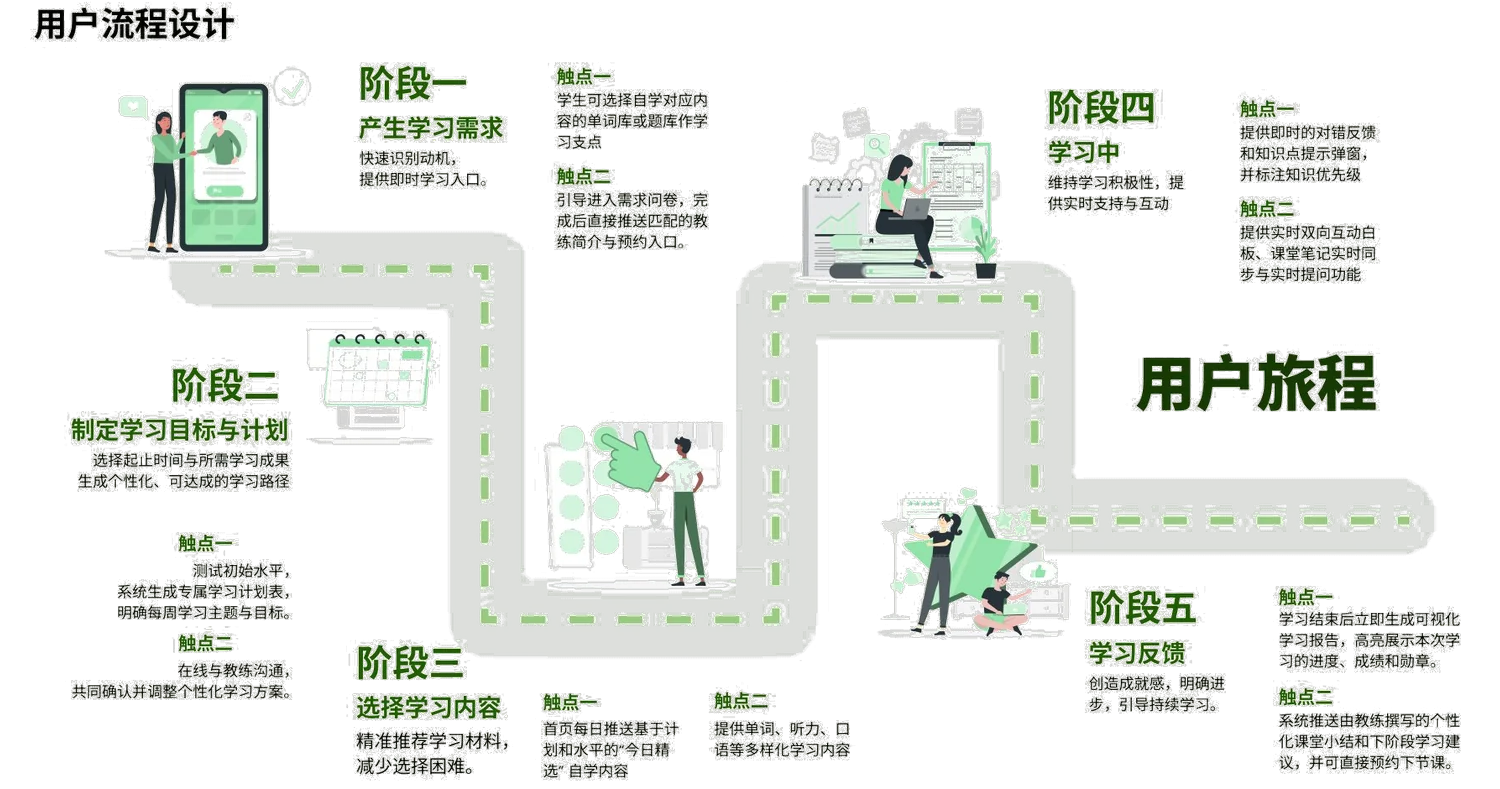 用户流程设计
阶段一
产生学习需求
快速识别动机，
提供即时学习入口。
触点一
学生可选择自学对应内
容的单词库或题库作学
习支点
触点二
引导进入需求问卷，完
成后直接推送匹配的教
练简介与预约入口。
阶段二
制定学习目标与计划
选择起止时间与所需学习成果
生成个性化、可达成的学习路径
触点一
测试初始水平，
系统生成专属学习计划表，
明确每周学习主题与目标。
触点二
在线与教练沟通，
共同确认并调整个性化学习方案。
阶段三
选择学习内容
精准推荐学习材料，
减少选择困难。
触点一
首页每日推送基于计
划和水平的“今日精
选” 自学内容
触点二
提供单词、听力、口
语等多样化学习内容
阶段四
学习中
维持学习积极性，提
供实时支持与互动
触点一
提供即时的对错反馈
和知识点提示弹窗，
并标注知识优先级
触点二
提供实时双向互动白
板、课堂笔记实时同
步与实时提问功能
用户旅程
阶段五
学习反馈
创造成就感，明确进
步，引导持续学习。
触点一
学习结束后立即生成可视化
学习报告，高亮展示本次学
习的进度、成绩和勋章。
触点二
系统推送由教练撰写的个性
化课堂小结和下阶段学习建
议，并可直接预约下节课。